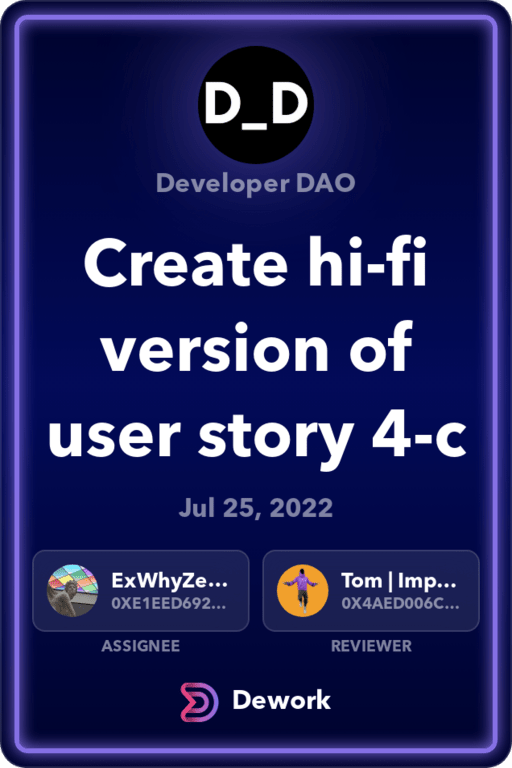 D_D
Developer DAO
Create hi-fi
version of
user story 4-c
Jul 25, 2022
ExWhyZe...
0XE1EED692...
ASSIGNEE
Tom | Imp...
0X4AED006C...
REVIEWER
Dework